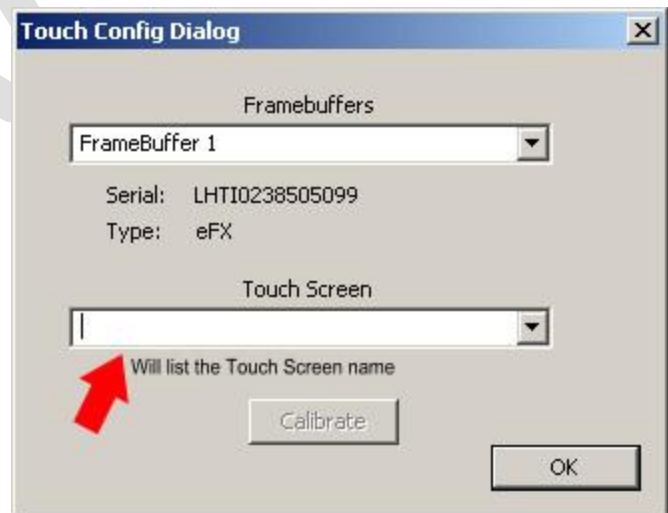 Touch Config Dialog
Framebuffers
FrameBuffer 1
Serial: LHTI0238505099
Type: eFX
Touch Screen
Will list the Touch Screen name
Calibrate
OK